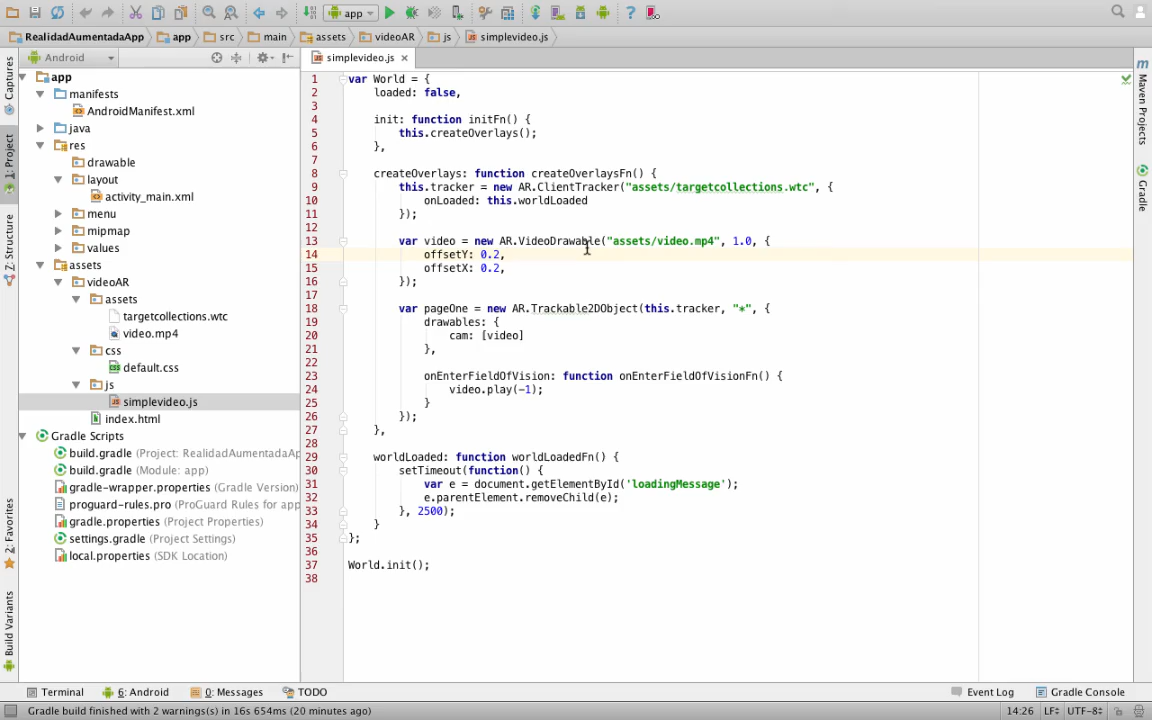 app
RealidadAumentadaApp app src main assets videoAR js simplevideo.js
Android
simplevideo.js
Captures
1: Project
Z: Structure
2: Favorites
Build Variants
app
manifests
AndroidManifest.xml
java
res
drawable
layout
activity_main.xml
menu
mipmap
values
assets
videoAR
assets
targetcollections.wtc
video.mp4
css
default.css
js
simplevideo.js
index.html
Gradle Scripts
build.gradle (Project: RealidadAumentadaAp
build.gradle (Module: app)
gradle-wrapper.properties (Gradle Version)
proguard-rules.pro (ProGuard Rules for app
gradle.properties (Project Properties)
settings.gradle (Project Settings)
local.properties (SDK Location)
1 var World = {
2 loaded: false,
3
4 init: function initFn() {
5 this.createOverlays();
6 },
7
8 createOverlays: function createOverlaysFn() {
9 this.tracker = new AR.ClientTracker("assets/targetcollections.wtc", {
10 onLoaded: this.worldLoaded
11 });
12
13 var video = new AR.VideoDrawable("assets/video.mp4", 1.0, {
14 offsetY: 0.2,
15 offsetX: 0.2,
16 });
17
18 var pageOne = new AR.Trackable2DObject(this.tracker, "*", {
19 drawables: {
20 cam: [video]
21 },
22
23 onEnterFieldOfVision: function onEnterFieldOfVisionFn() {
24 video.play(-1);
25 }
26 });
27 },
28
29 worldLoaded: function worldLoadedFn() {
30 setTimeout(function() {
31 var e = document.getElementById('loadingMessage');
32 e.parentElement.removeChild(e);
33 }, 2500);
34 }
35 };
36
37 World.init();
38
Maven Projects
Gradle
Terminal 6: Android 0: Messages TODO Event Log Gradle Console
Gradle build finished with 2 warnings(s) in 16s 654ms (20 minutes ago) 14:26 LF÷ UTF-8÷